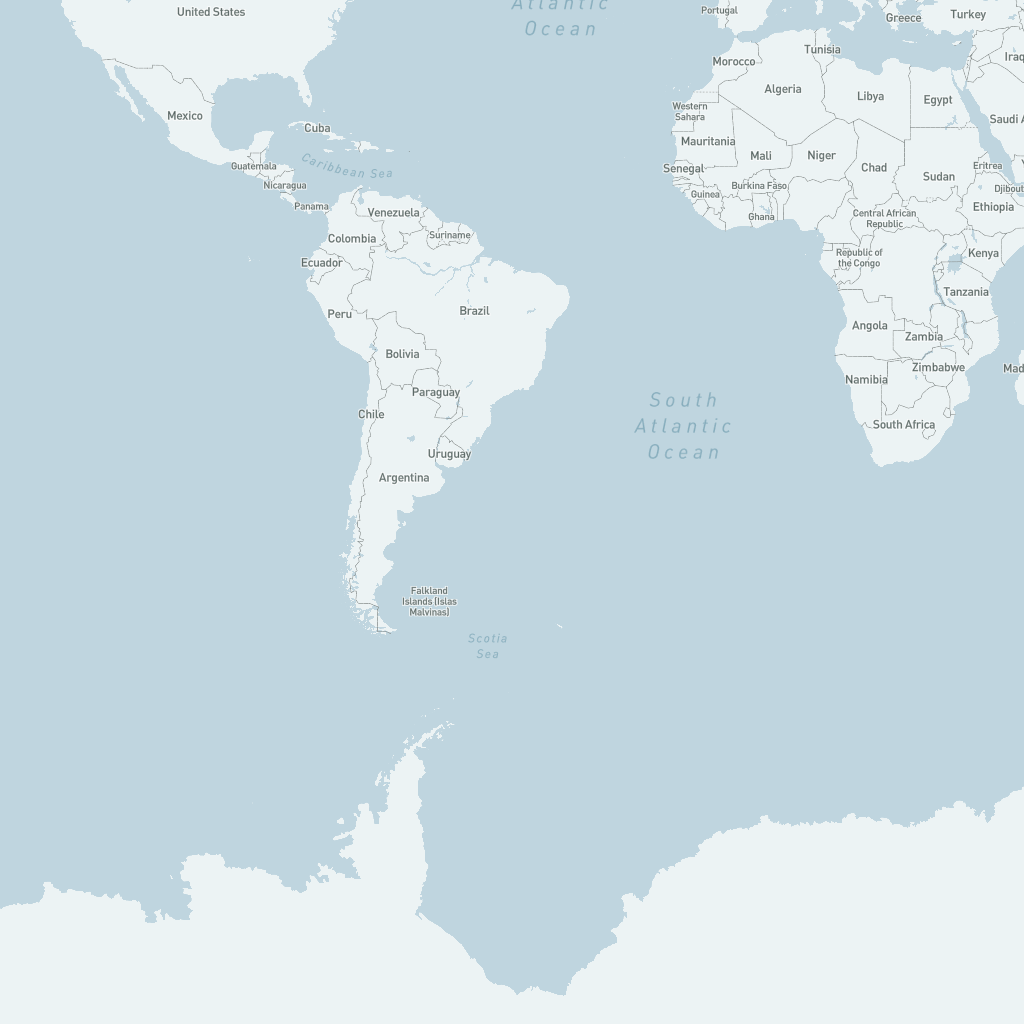 Atlantic
Ocean
United States
Portugal
Greece
Turkey
Tunisia
Iraq
Morocco
Algeria
Libya
Egypt
Mexico
Western
Sahara
Saudi A
Cuba
Mauritania
Mali
Niger
Caribbean Sea
Guatemala
Senegal
Chad
Sudan
Eritrea
Y
Nicaragua
Guinea
Burkina Faso
Djibout
Panama
Venezuela
Ghana
Central African
Republic
Ethiopia
Colombia
Suriname
Ecuador
Republic of
the Congo
Kenya
Tanzania
Peru
Brazil
Angola
Zambia
Bolivia
Zimbabwe
Mad
Namibia
Paraguay
South
Atlantic
Ocean
Chile
South Africa
Uruguay
Argentina
Falkland
Islands [Islas
Malvinas]
Scotia
Sea